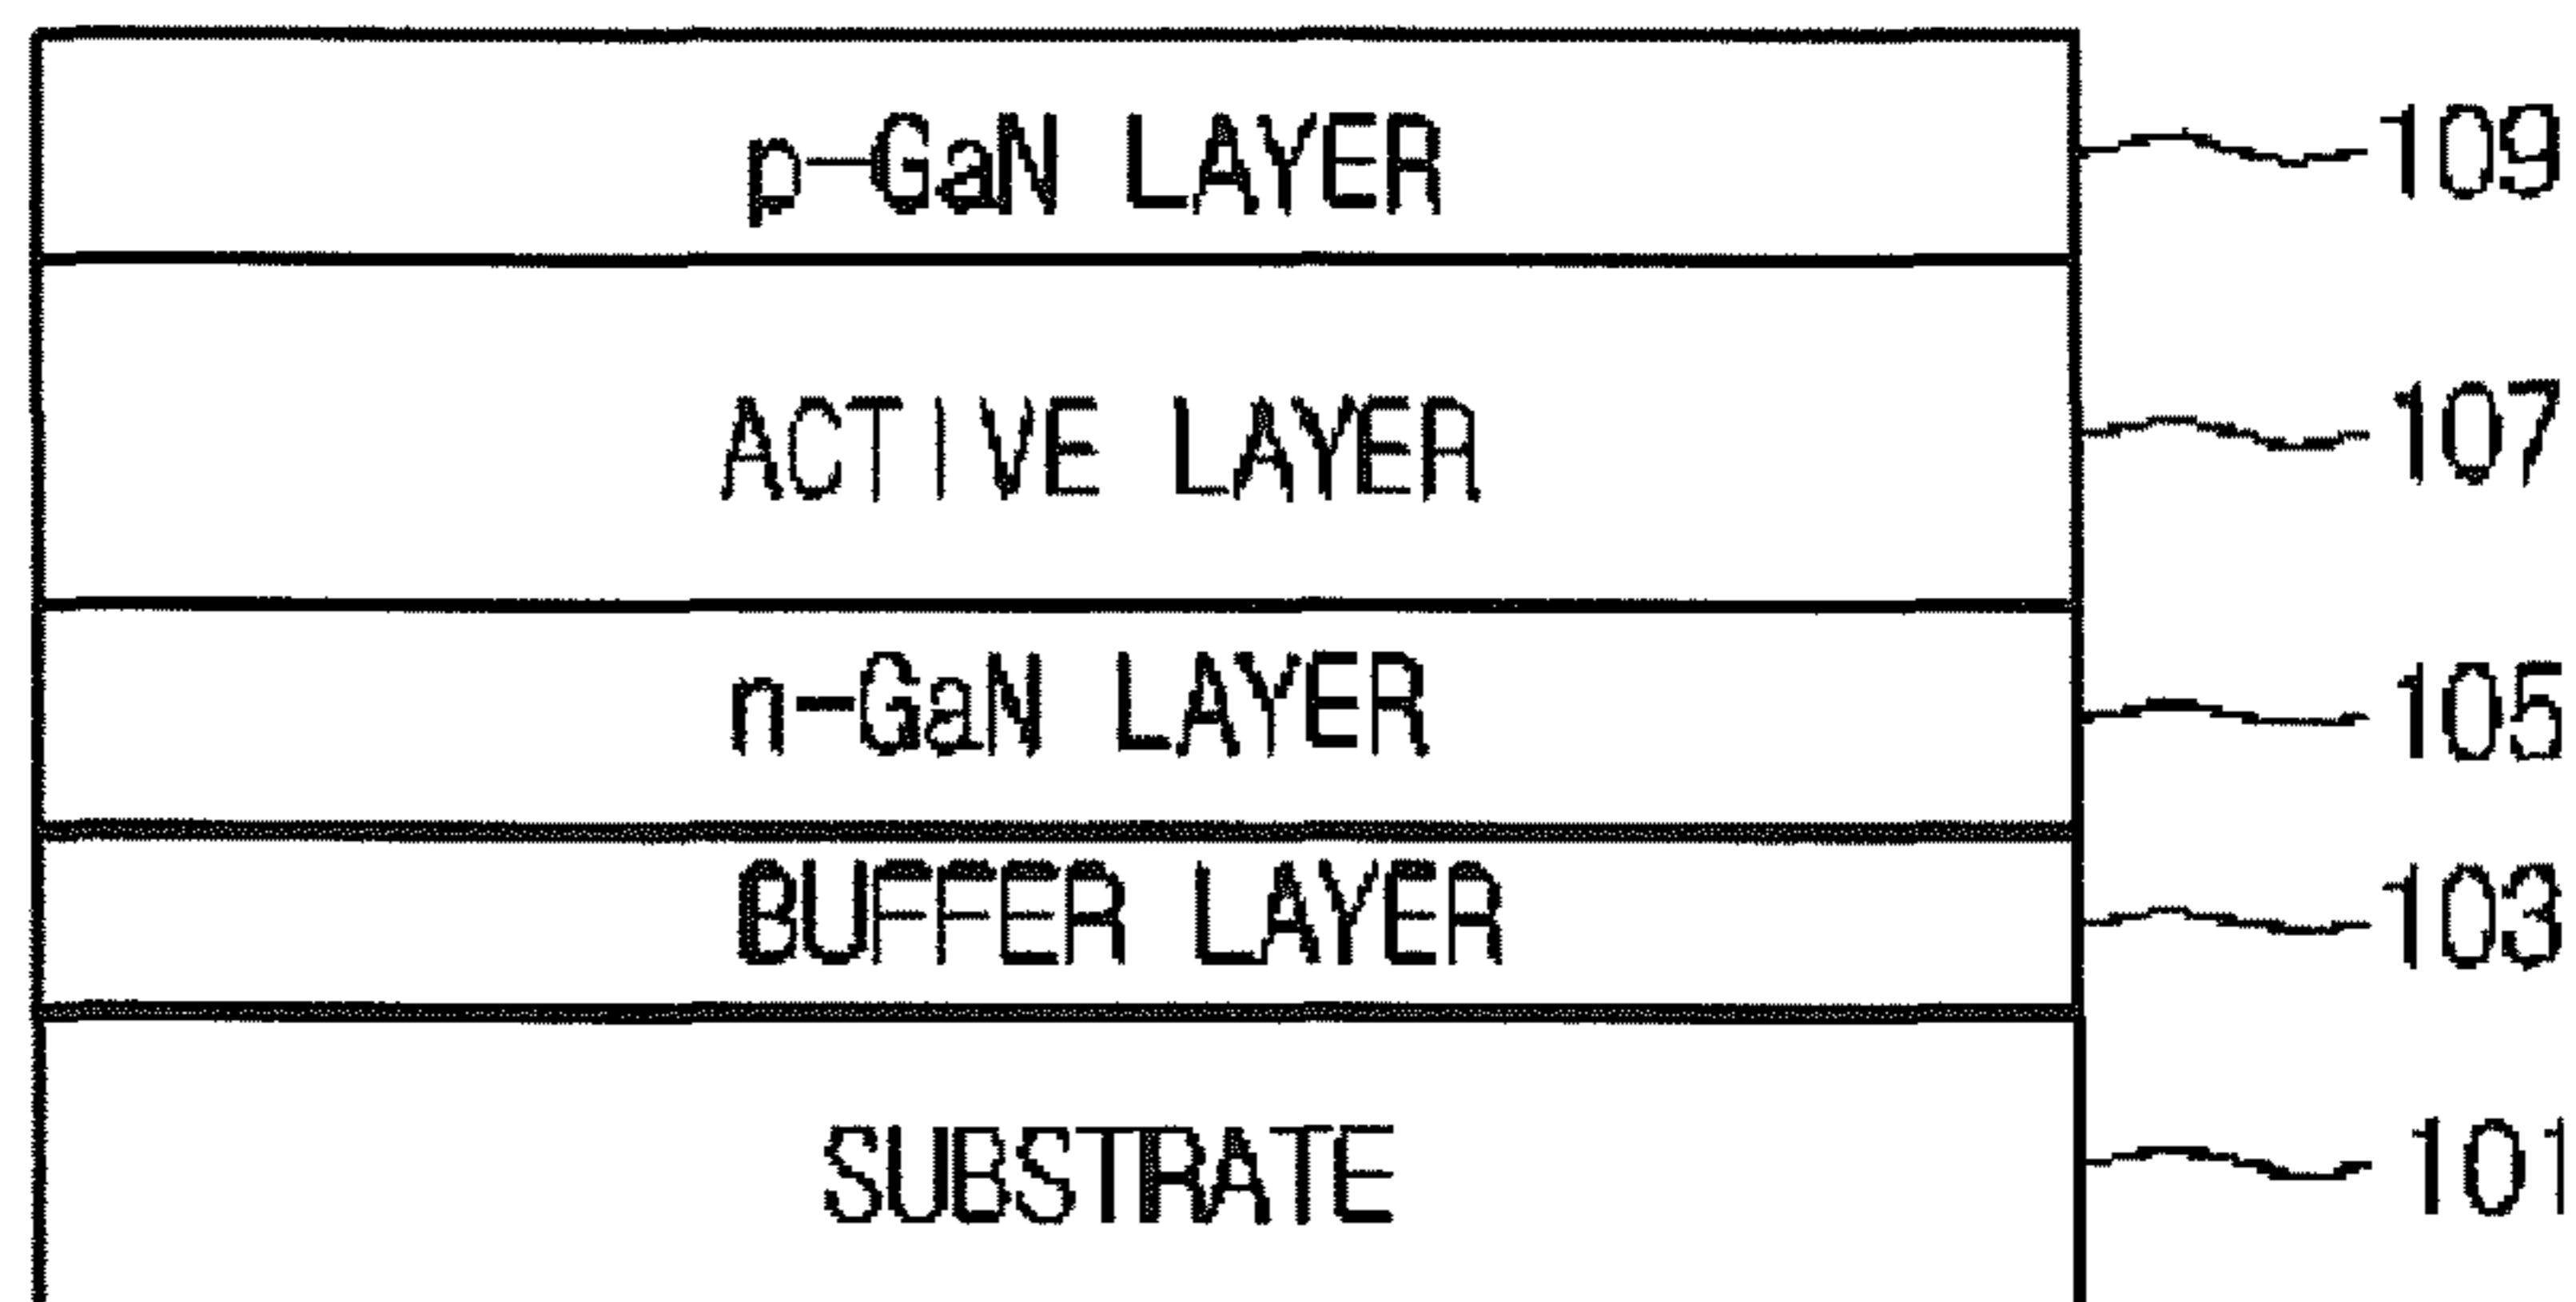 p-GaN LAYER 109
ACTIVE LAYER 107
n-GaN LAYER 105
BUFFER LAYER 103
SUBSTRATE 101